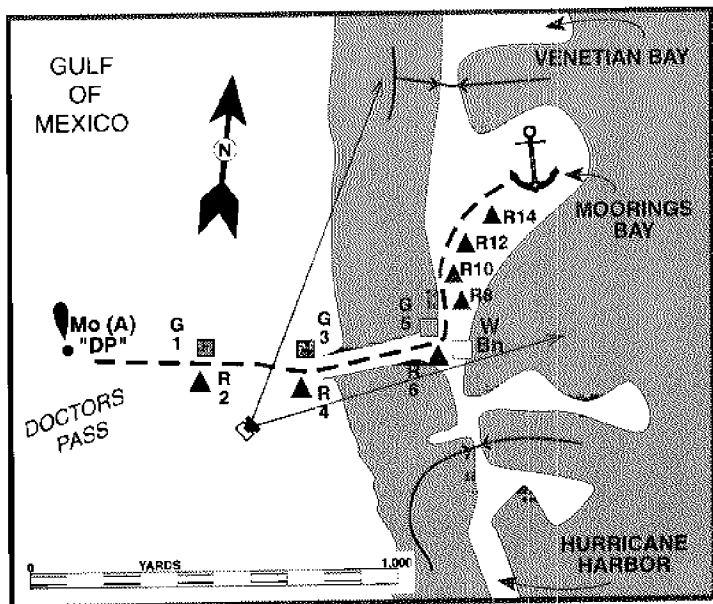 GULF
OF
MEXICO
VENETIAN BAY
N
MOORINGS
BAY
R14
R12
R10
R8
G
5
W
Bn
R
6
G
3
R
4
G
1
R
2
Mo (A)
"DP"
DOCTORS
PASS
0
YARDS
1,000
HURRICANE
HARBOR